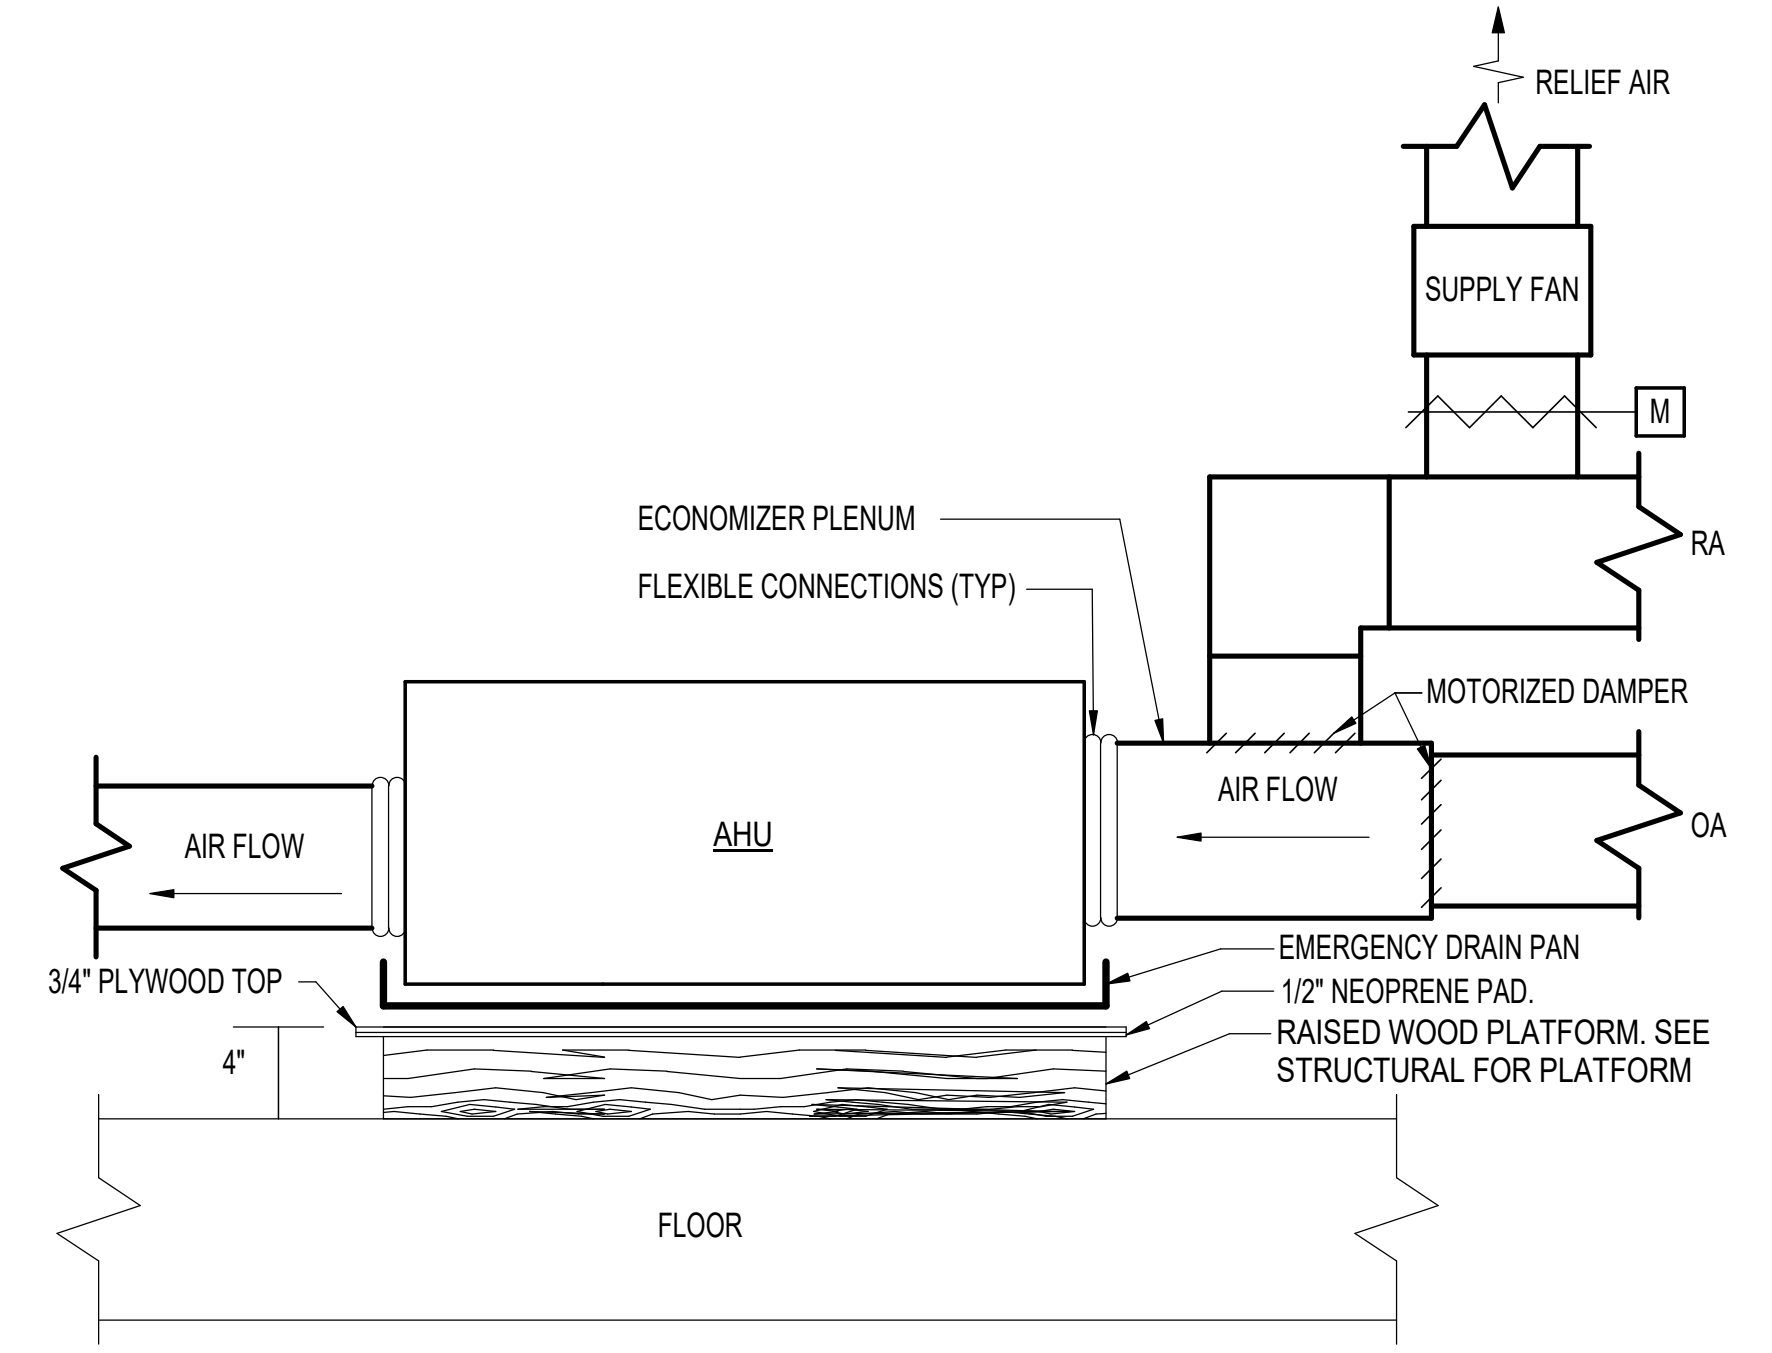 RELIEF AIR
SUPPLY FAN
M
ECONOMIZER PLENUM
RA
FLEXIBLE CONNECTIONS (TYP)
MOTORIZED DAMPER
AIR FLOW
OA
AHU
AIR FLOW
EMERGENCY DRAIN PAN
3/4" PLYWOOD TOP
1/2" NEOPRENE PAD.
RAISED WOOD PLATFORM. SEE
STRUCTURAL FOR PLATFORM
4"
FLOOR